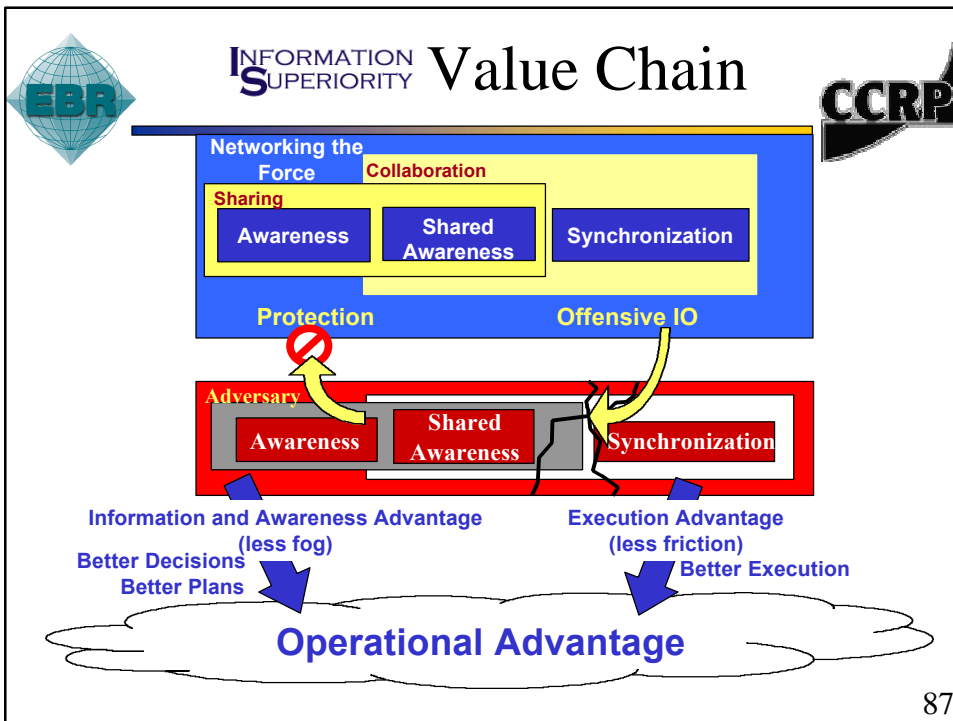 EBR
INFORMATION
SUPERIORITY
Value Chain
CCRP
Networking the
Force
Collaboration
Sharing
Awareness
Shared
Awareness
Synchronization
Protection
Offensive IO
Adversary
Awareness
Shared
Awareness
Synchronization
Information and Awareness Advantage
(less fog)
Better Decisions
Better Plans
Execution Advantage
(less friction)
Better Execution
Operational Advantage
87